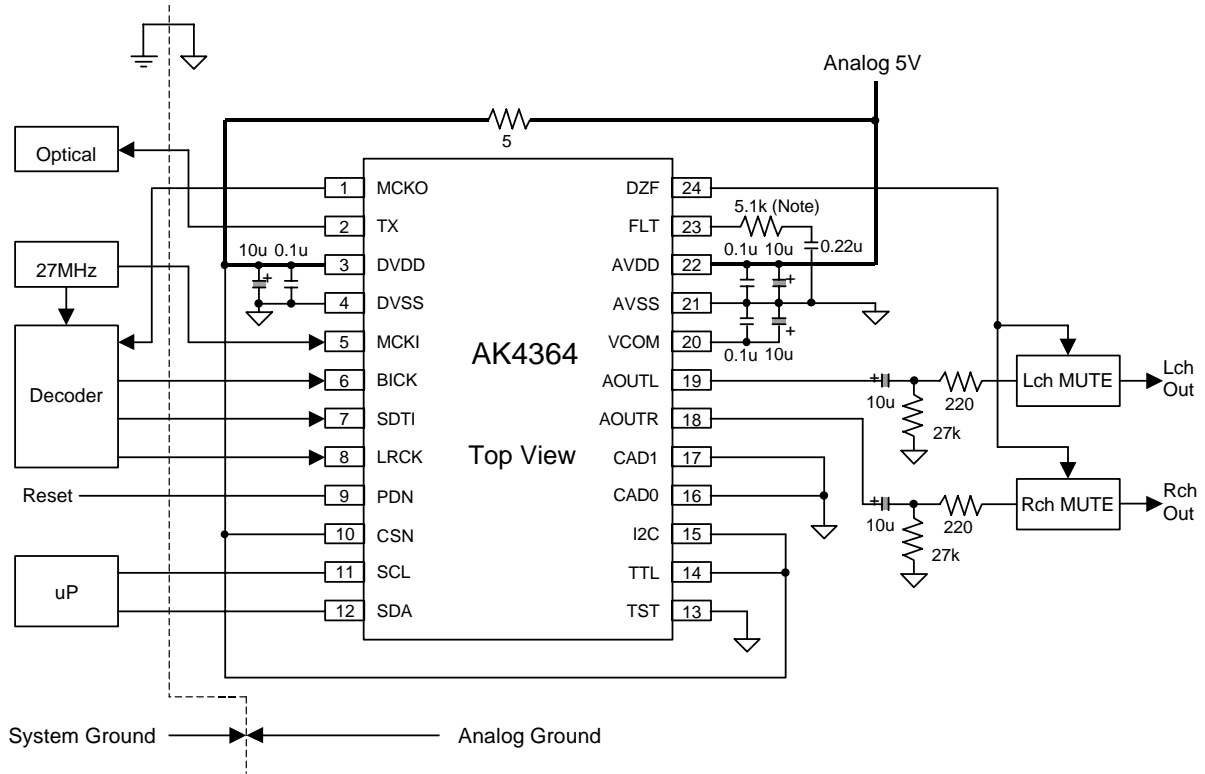 Analog 5V
5
Optical
1 MCKO
DZF 24
5.1k (Note)
2 TX
FLT 23
27MHz
10u 0.1u
0.1u 10u
0.22u
+
3 DVDD
AVDD 22
+
4 DVSS
AVSS 21
5 MCKI
AK4364
VCOM 20
+
0.1u 10u
Decoder
6 BICK
AOUTL 19
+
10u
220
27k
Lch MUTE
Lch
Out
7 SDTI
AOUTR 18
8 LRCK
Top View
CAD1 17
Reset
9 PDN
CAD0 16
+
10u
220
27k
Rch MUTE
Rch
Out
10 CSN
I2C 15
uP
11 SCL
TTL 14
12 SDA
TST 13
System Ground
Analog Ground